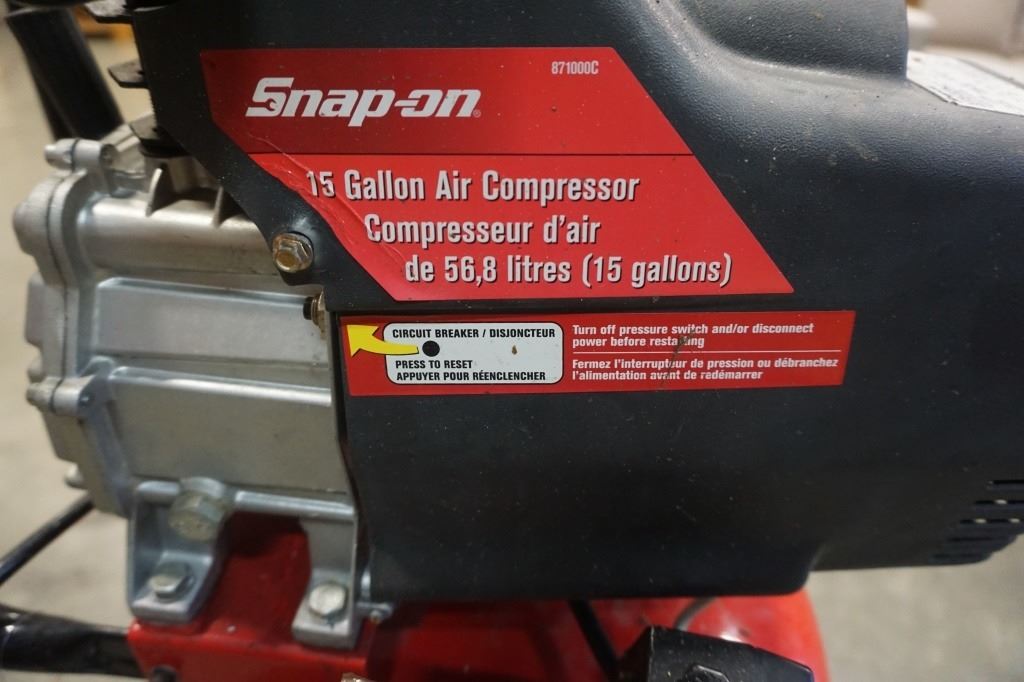 871000C
Snap-on
15 Gallon Air Compressor
Compresseur d'air
de 56,8 litres (15 gallons)
CIRCUIT BREAKER / DISJONCTEUR
PRESS TO RESET
APPUYER POUR RÉENCLENCHER
Turn off pressure switch and/or disconnect
power before restarting
Fermez l'interrupteur de pression ou débranchez
l'alimentation avant de redémarrer